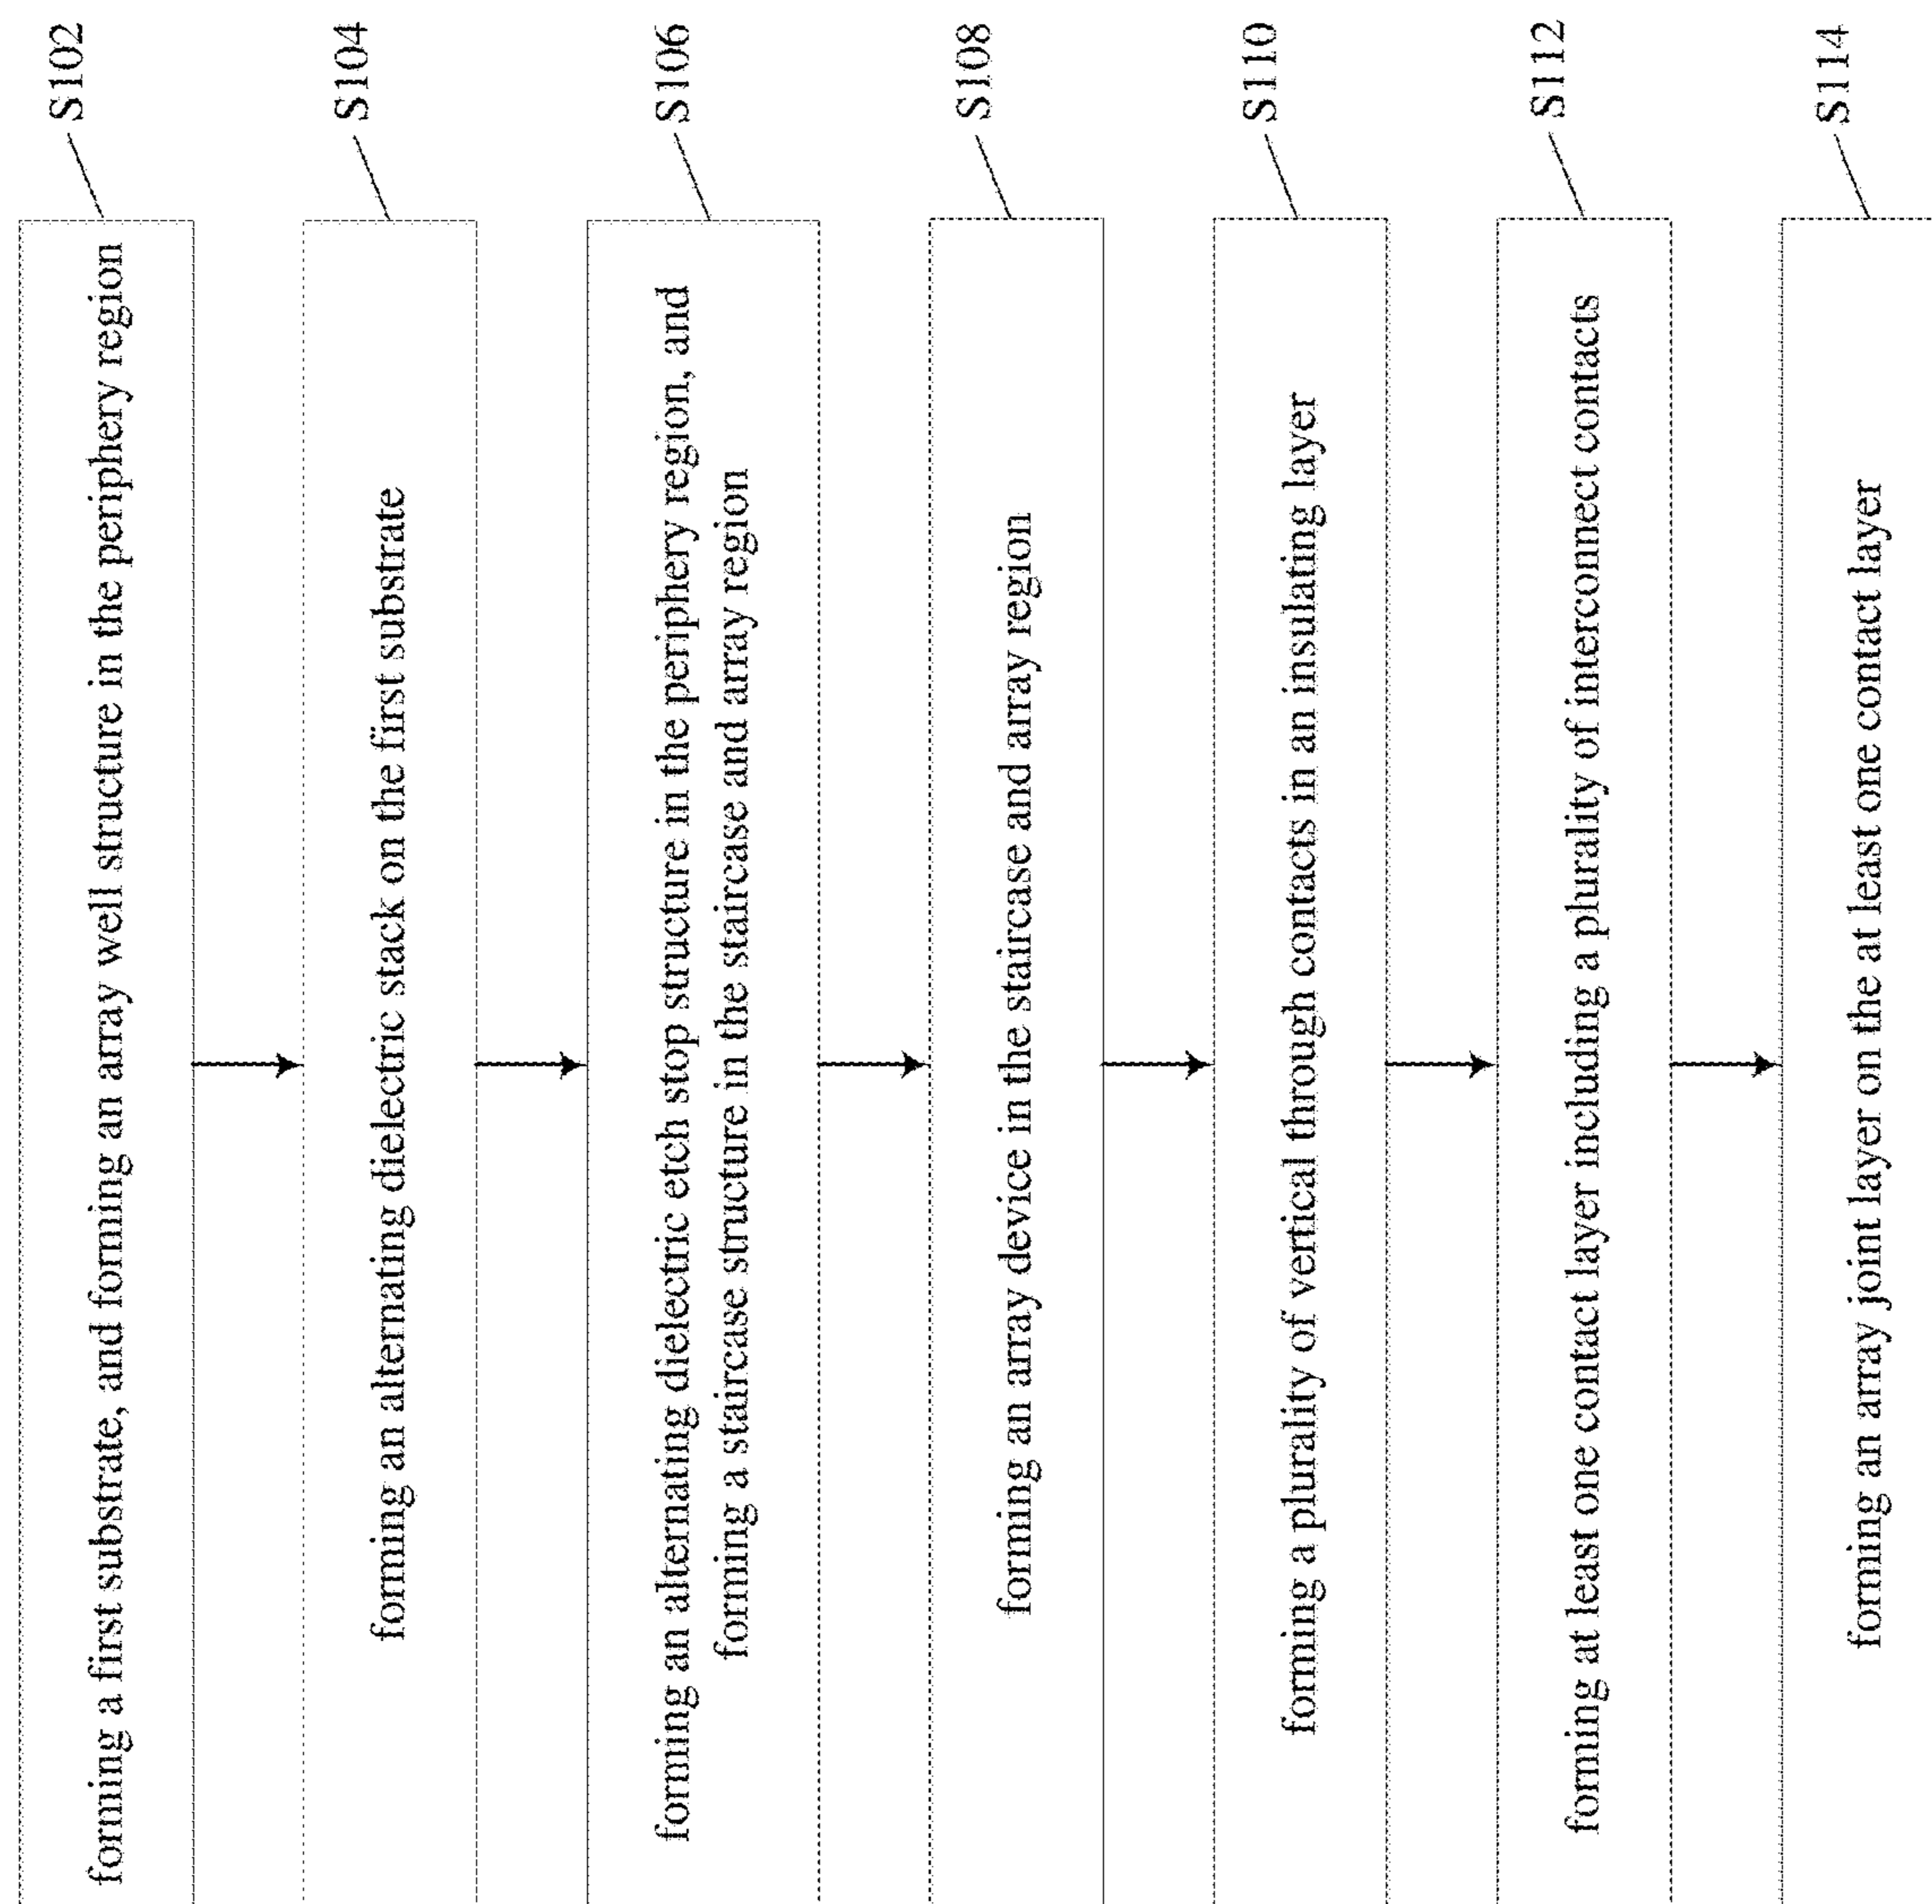 forming a first substrate, and forming an array well structure in the periphery region
S102
forming an alternating dielectric stack on the first substrate
S104
forming an alternating dielectric etch stop structure in the periphery region, and
forming a staircase structure in the staircase and array region
S106
forming an array device in the staircase and array region
S108
forming a plurality of vertical through contacts in an insulating layer
S110
forming at least one contact layer including a plurality of interconnect contacts
S112
forming an array joint layer on the at least one contact layer
S114